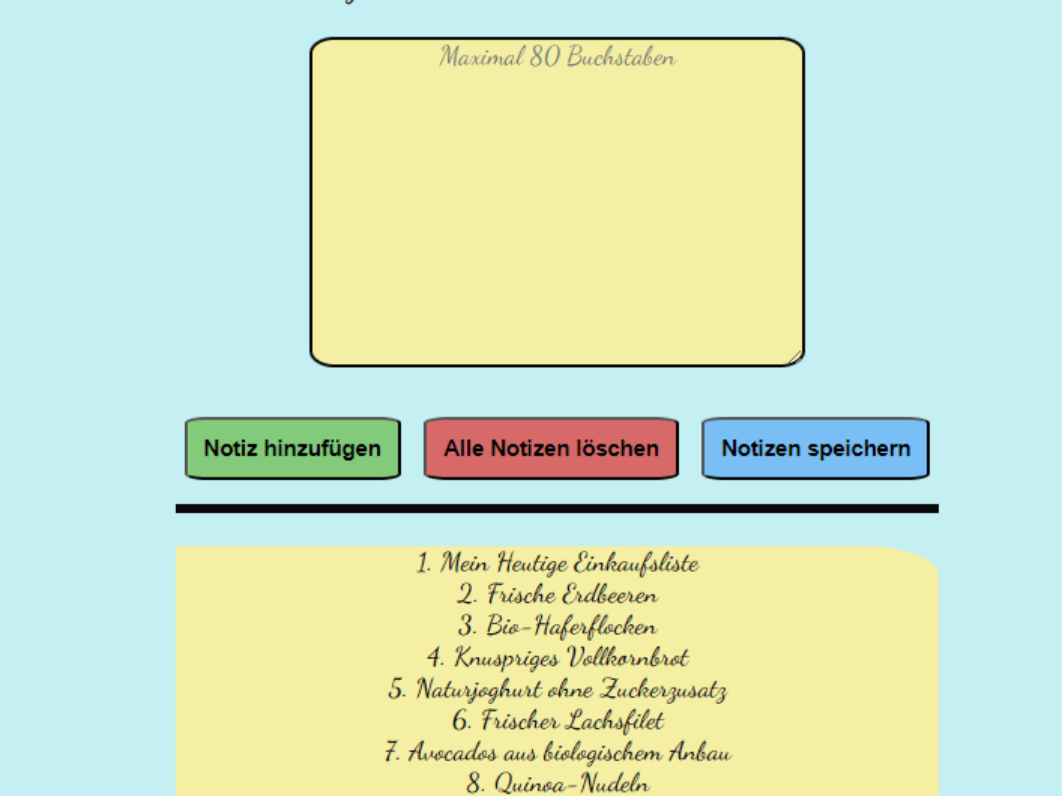 Maximal 80 Buchstaben
Notiz hinzufügen
Alle Notizen löschen
Notizen speichern
1. Mein Heutige Einkaufsliste
2. Frische Erdbeeren
3. Bio-Haferflocken
4. Knuspriges Vollkornbrot
5. Naturjoghurt ohne Zuckerzusatz
6. Frischer Lachsfilet
7. Avocados aus biologischem Anbau
8. Quinoa-Nudeln